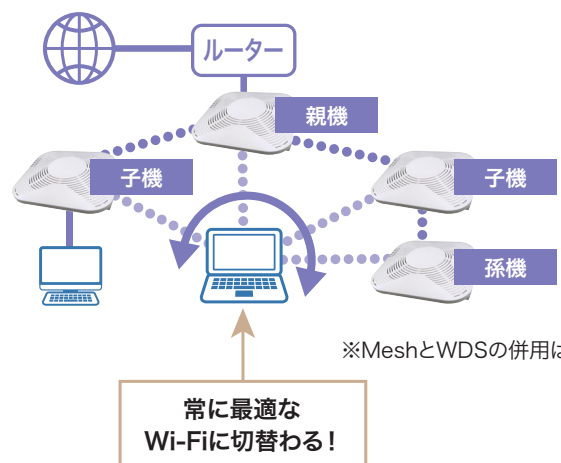 ルーター
親機
子機
子機
孫機
※MeshとWDSの併用は
常に最適な
Wi-Fiに切替わる!